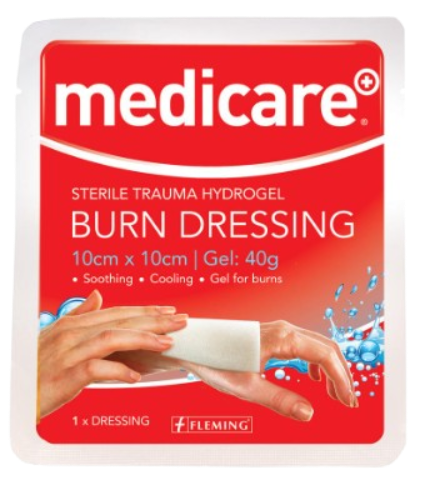 medicare
®
STERILE TRAUMA HYDROGEL
BURN DRESSING
10cm x 10cm | Gel: 40g
• Soothing • Cooling • Gel for burns
1 x DRESSING
FLEMING